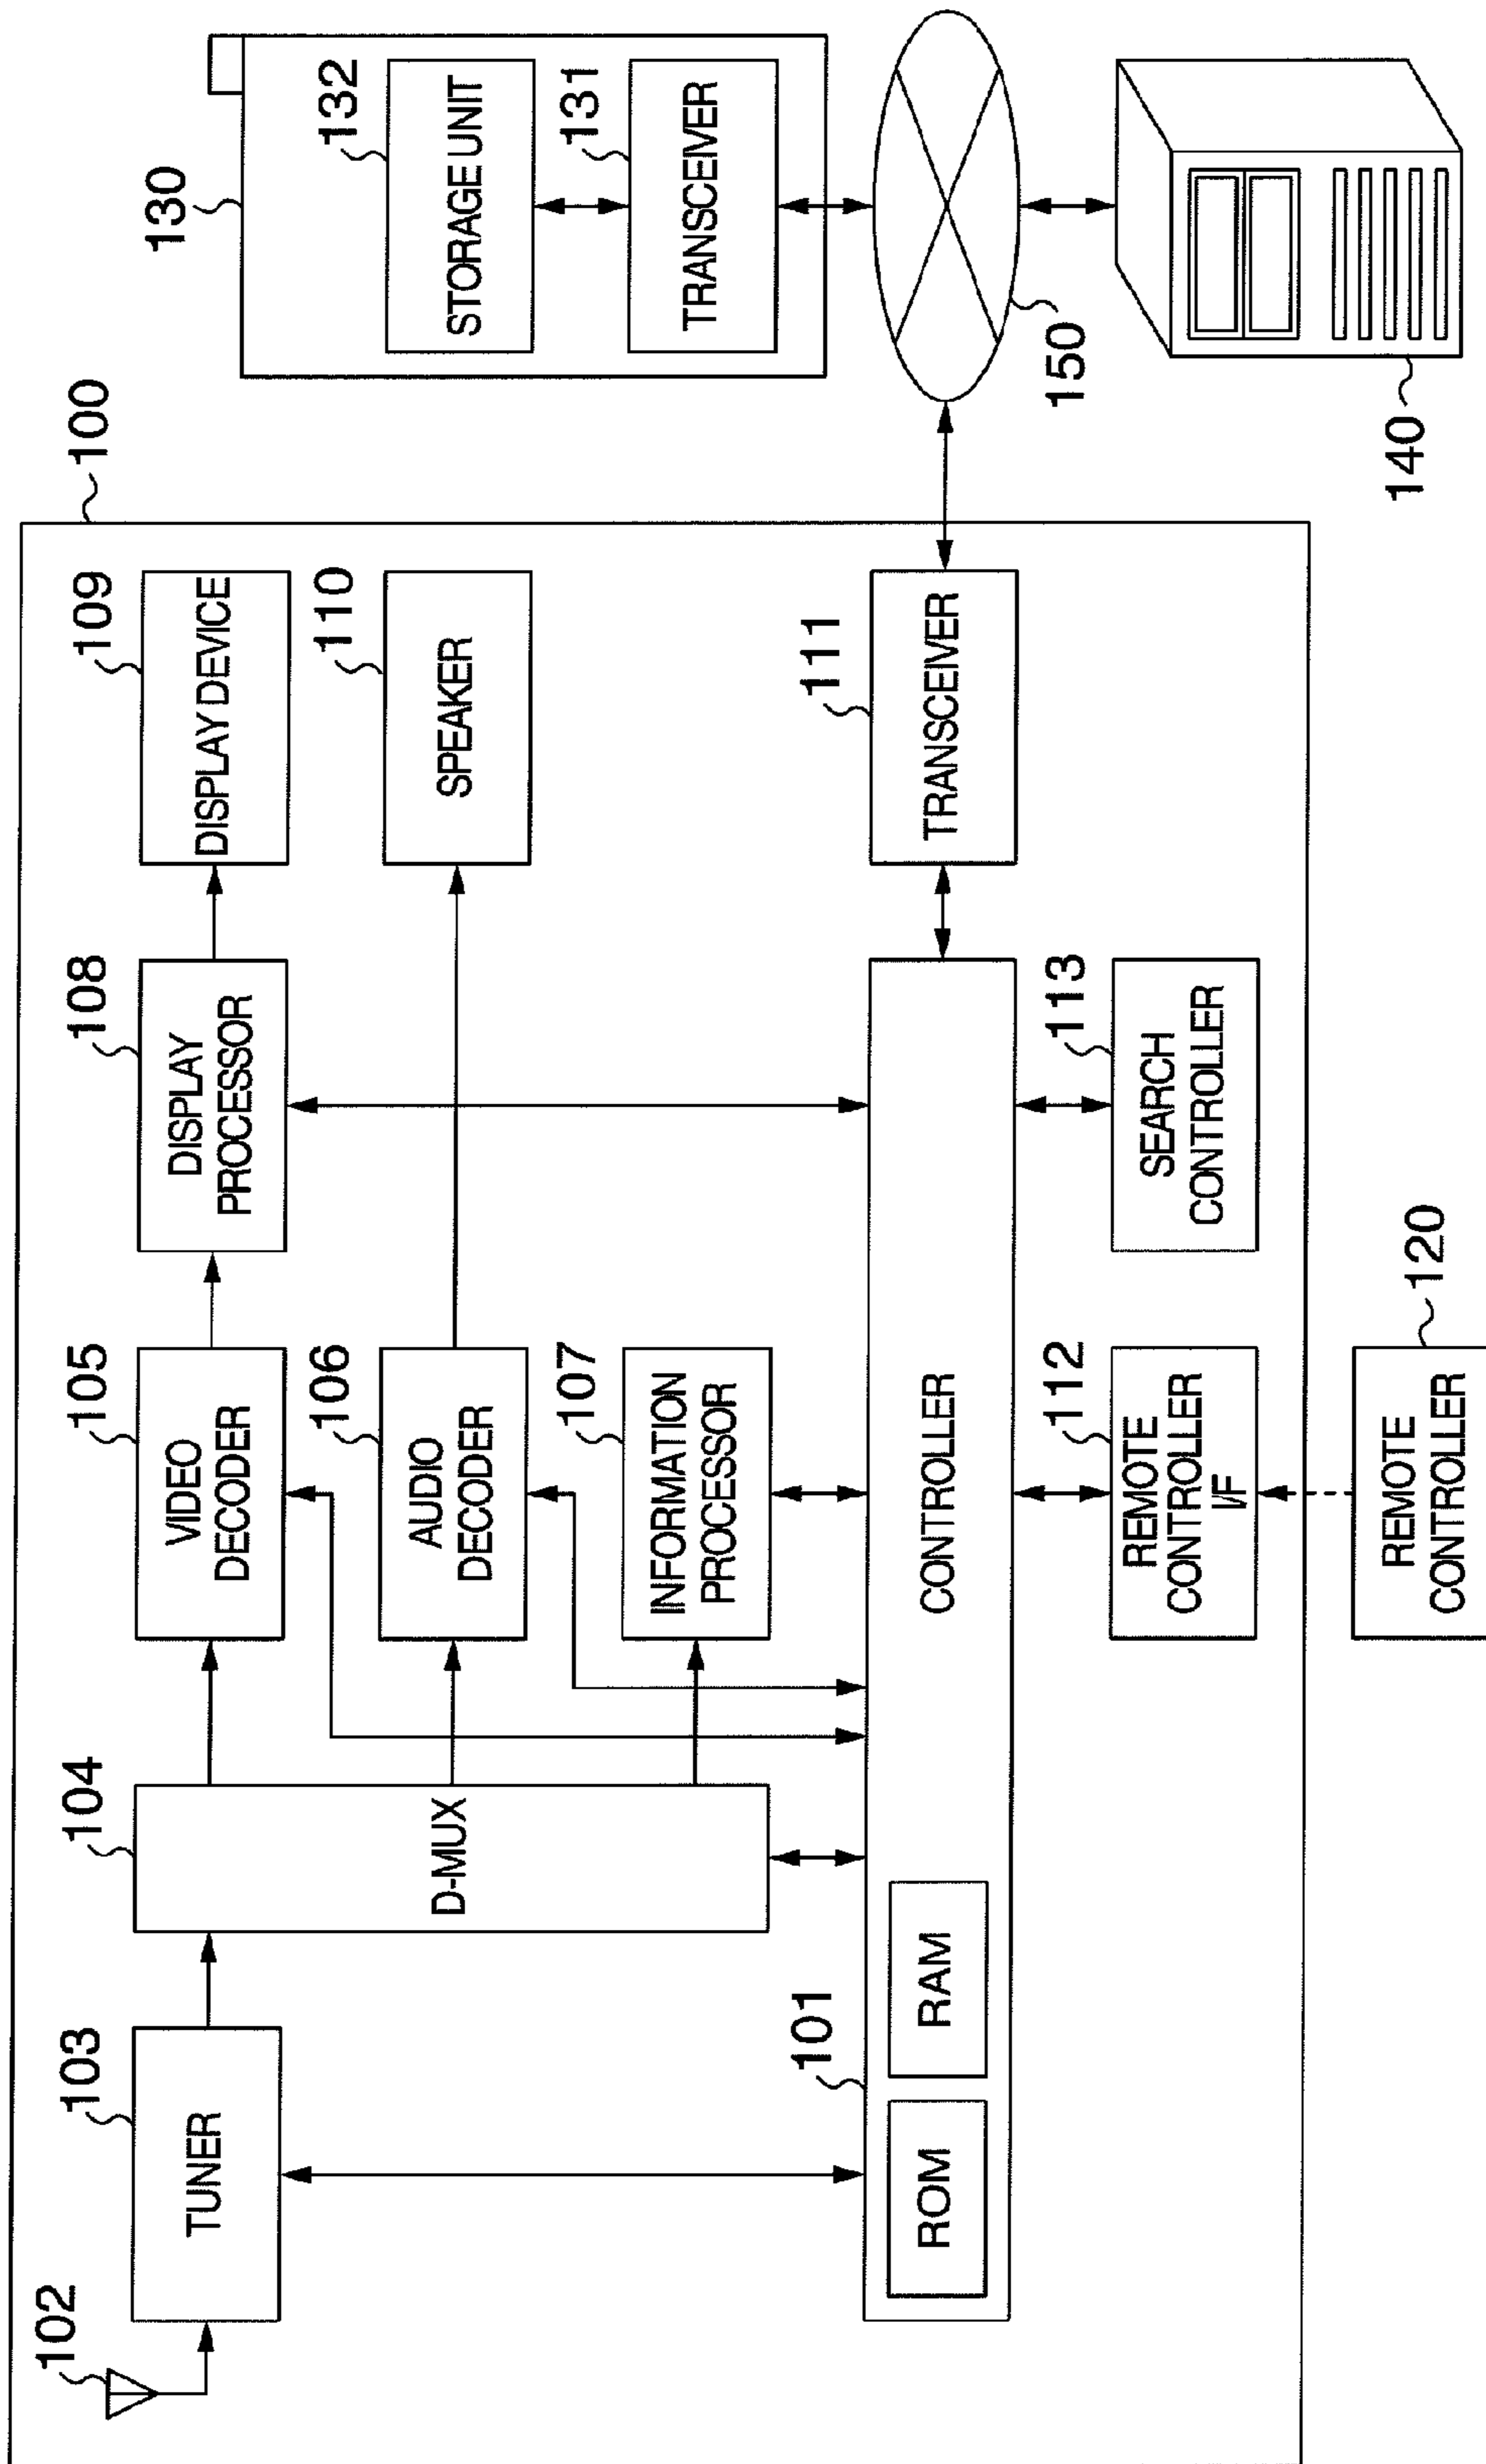 100
102
103
TUNER
104
D-MUX
105
VIDEO
DECODER
106
AUDIO
DECODER
107
INFORMATION
PROCESSOR
108
DISPLAY
PROCESSOR
109
DISPLAY DEVICE
110
SPEAKER
101
ROM
RAM
CONTROLLER
111
TRANSCEIVER
112
REMOTE
CONTROLLER
I/F
113
SEARCH
CONTROLLER
120
REMOTE
CONTROLLER
130
132
STORAGE UNIT
131
TRANSCEIVER
150
140